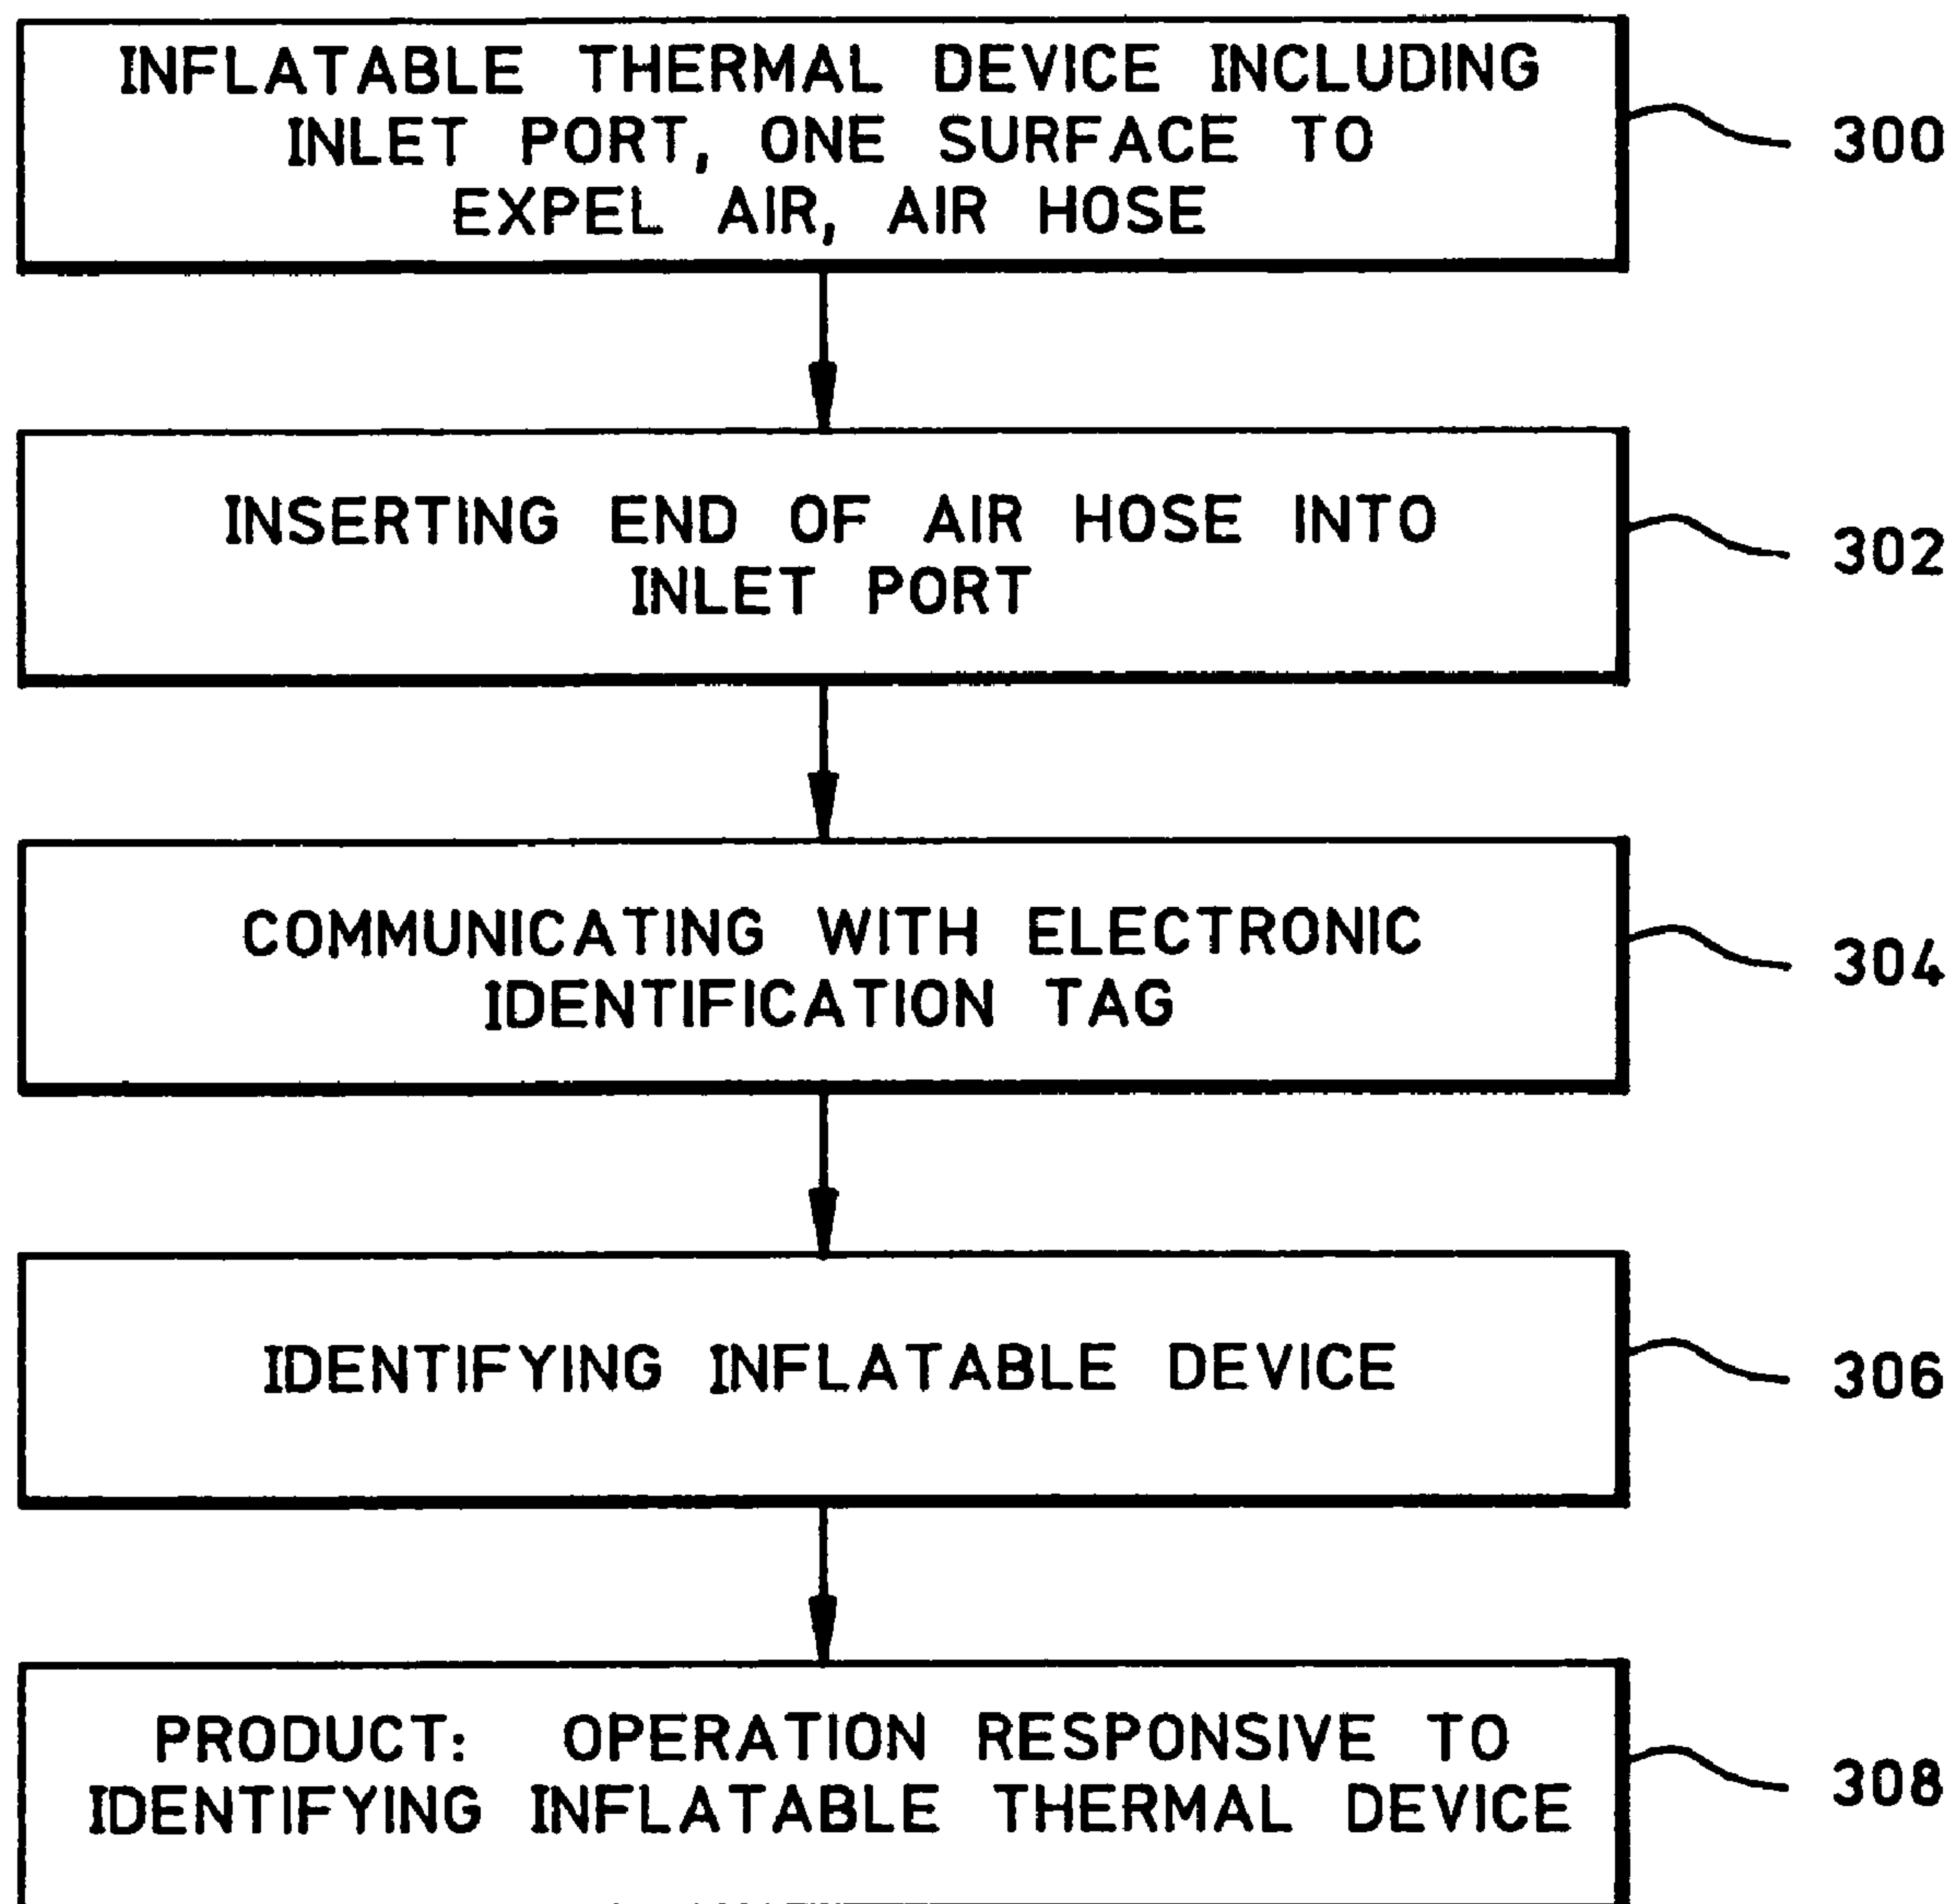 INFLATABLE THERMAL DEVICE INCLUDING
INLET PORT, ONE SURFACE TO
EXPEL AIR, AIR HOSE
300
INSERTING END OF AIR HOSE INTO
INLET PORT
302
COMMUNICATING WITH ELECTRONIC
IDENTIFICATION TAG
304
IDENTIFYING INFLATABLE DEVICE
306
PRODUCT: OPERATION RESPONSIVE TO
IDENTIFYING INFLATABLE THERMAL DEVICE
308